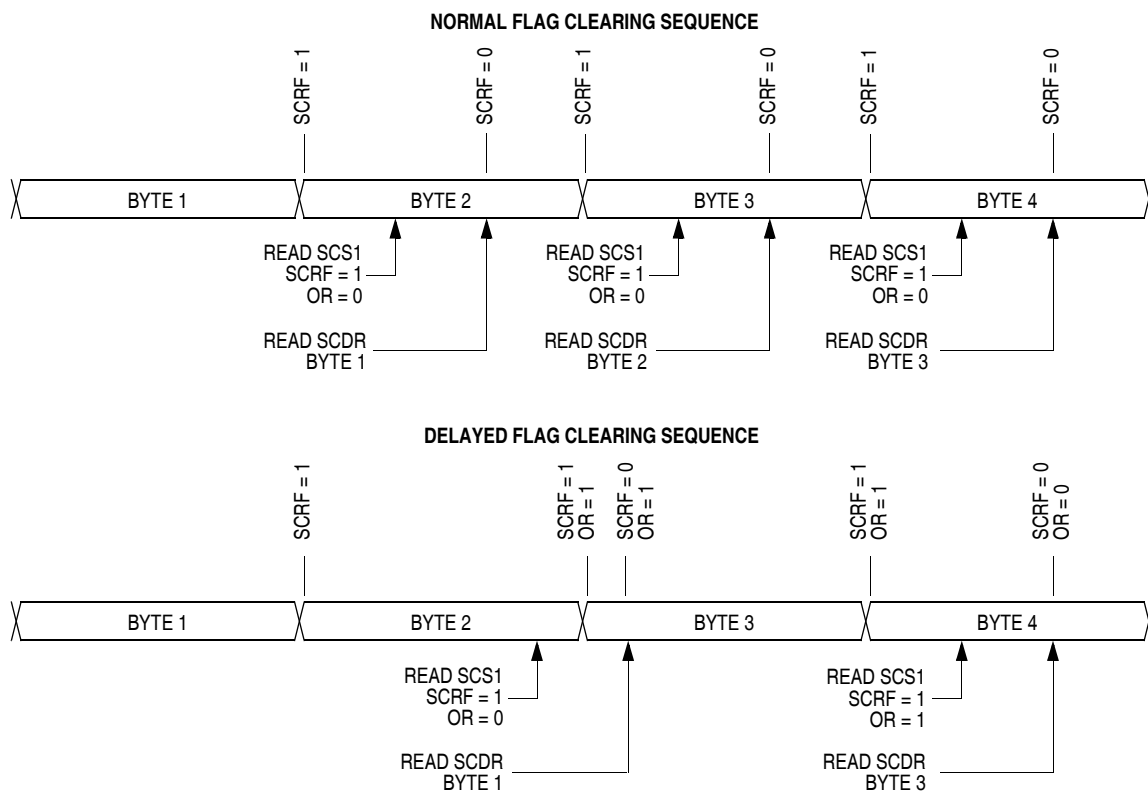 NORMAL FLAG CLEARING SEQUENCE
SCRF = 1
SCRF = 0
SCRF = 1
SCRF = 0
SCRF = 1
SCRF = 0
BYTE 1
BYTE 2
BYTE 3
BYTE 4
READ SCS1
SCRF = 1
OR = 0
READ SCS1
SCRF = 1
OR = 0
READ SCS1
SCRF = 1
OR = 0
READ SCDR
BYTE 1
READ SCDR
BYTE 2
READ SCDR
BYTE 3
DELAYED FLAG CLEARING SEQUENCE
SCRF = 1
SCRF = 1
OR = 1
SCRF = 0
OR = 1
SCRF = 1
OR = 1
SCRF = 0
OR = 0
BYTE 1
BYTE 2
BYTE 3
BYTE 4
READ SCS1
SCRF = 1
OR = 0
READ SCS1
SCRF = 1
OR = 1
READ SCDR
BYTE 1
READ SCDR
BYTE 3